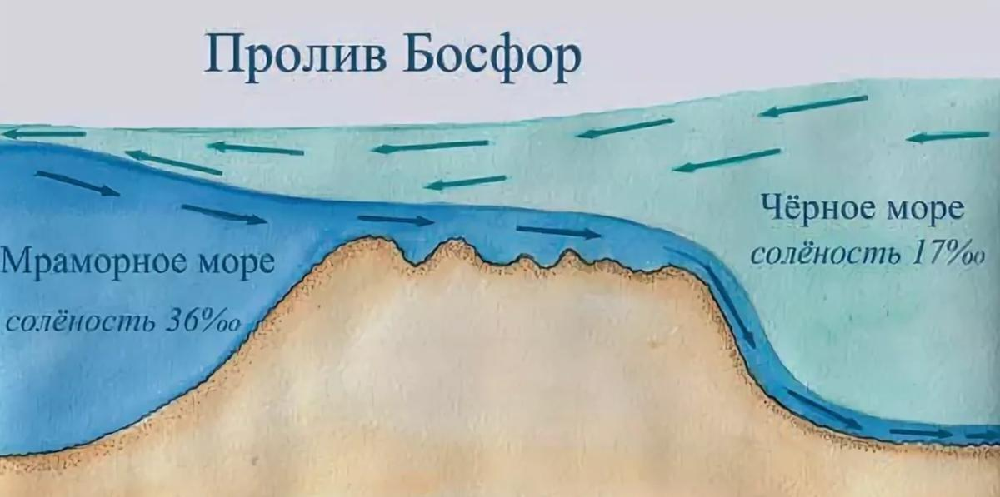 Пролив Босфор
Чёрное море
солёность 17‰
Мраморное море
солёность 36‰